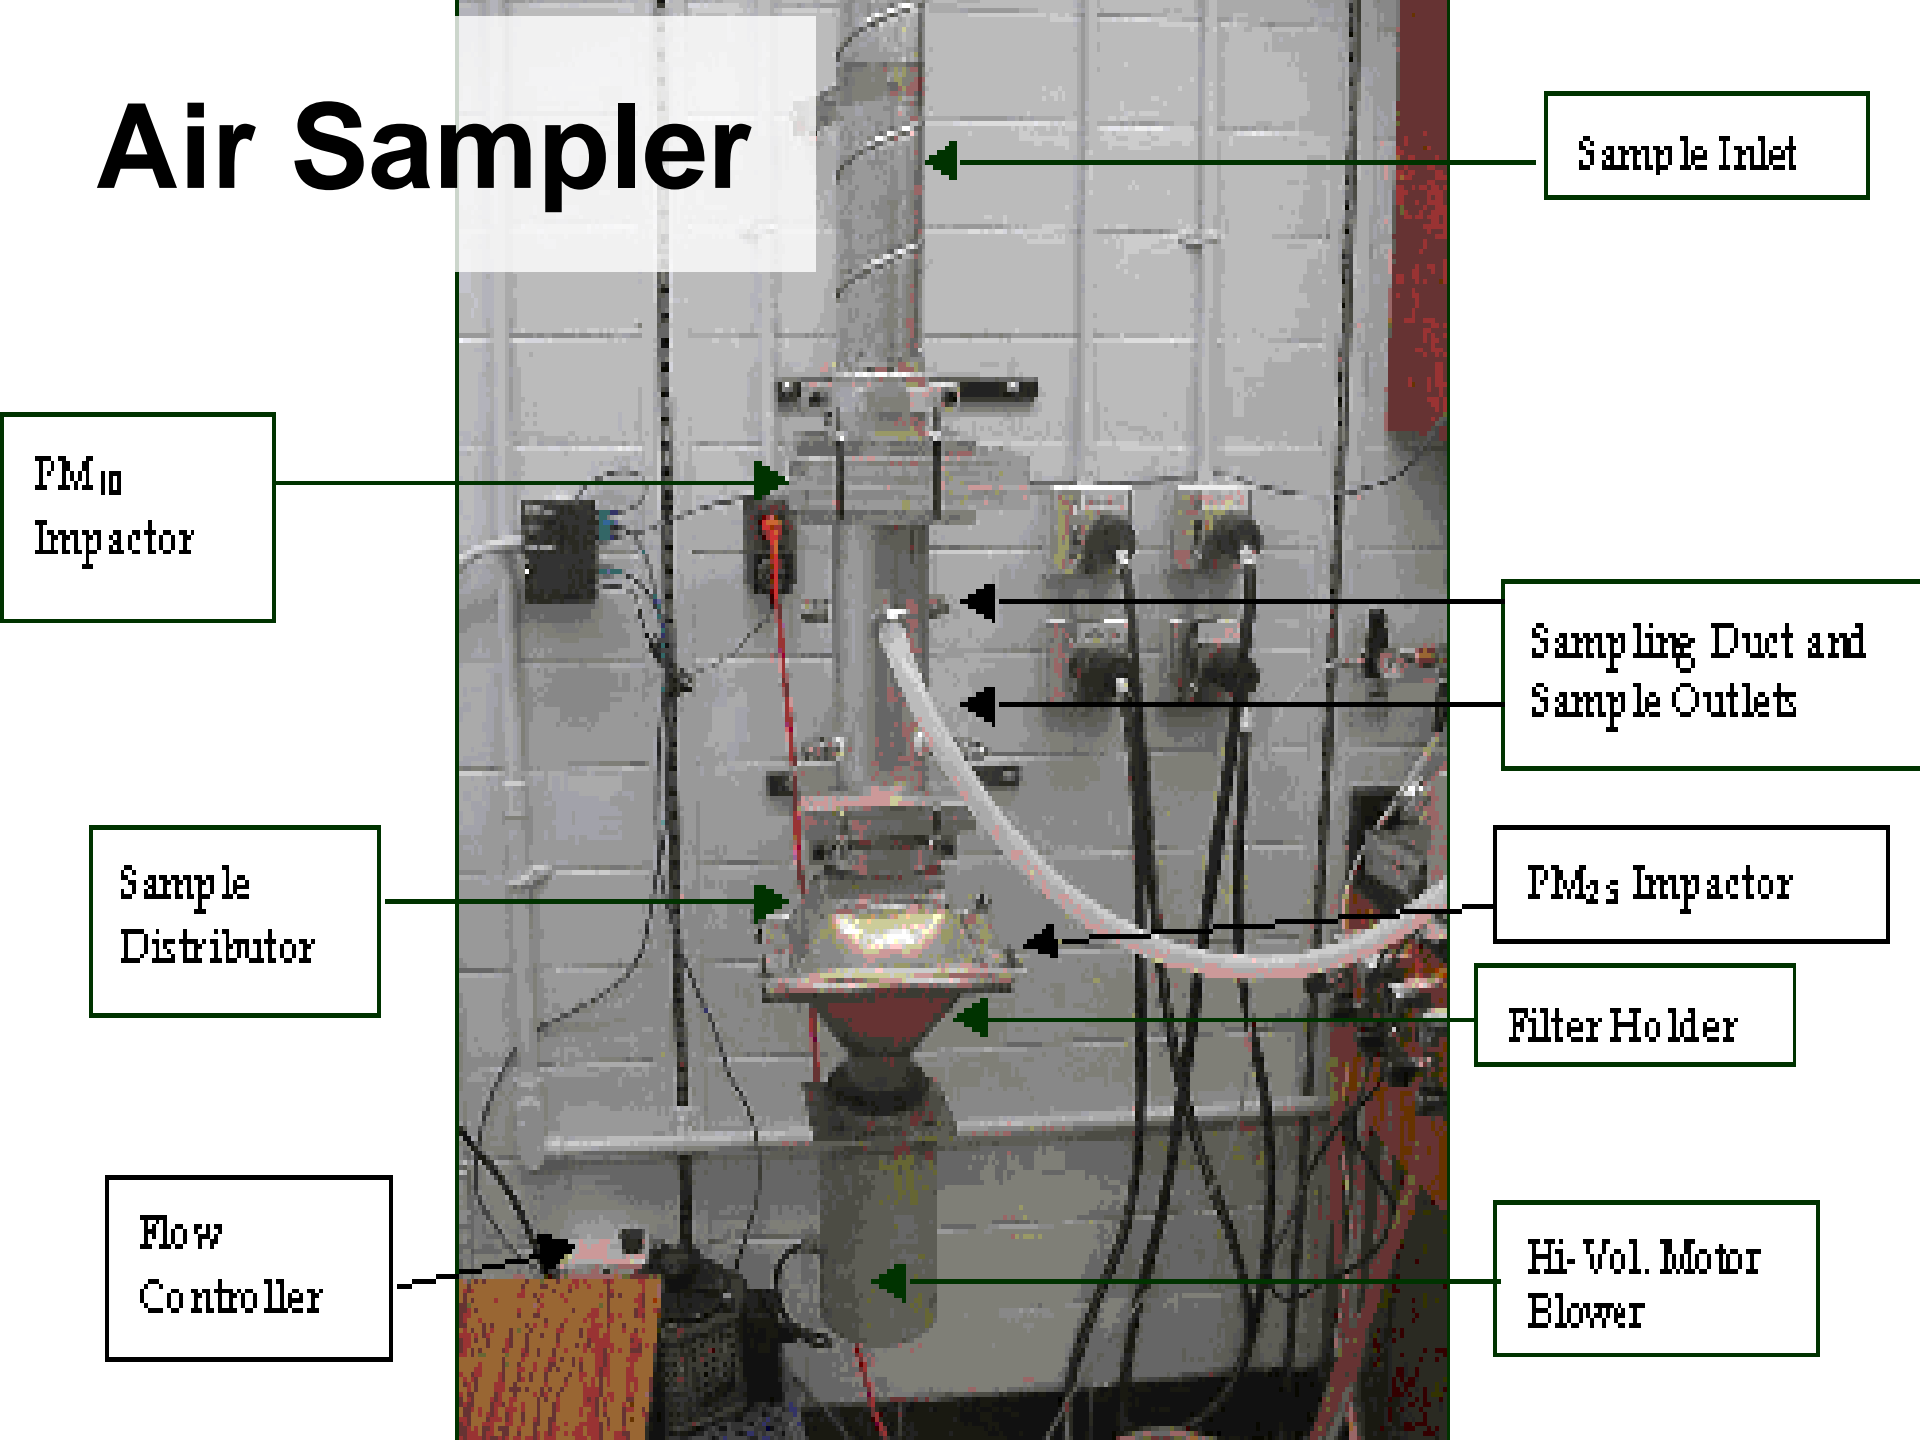 Air Sampler
Sample Inlet
PM₁₀
Impactor
Sampling Duct and
Sample Outlets
Sample
Distributor
PM₂.₅ Impactor
Filter Holder
Flow
Controller
Hi-Vol. Motor
Blower